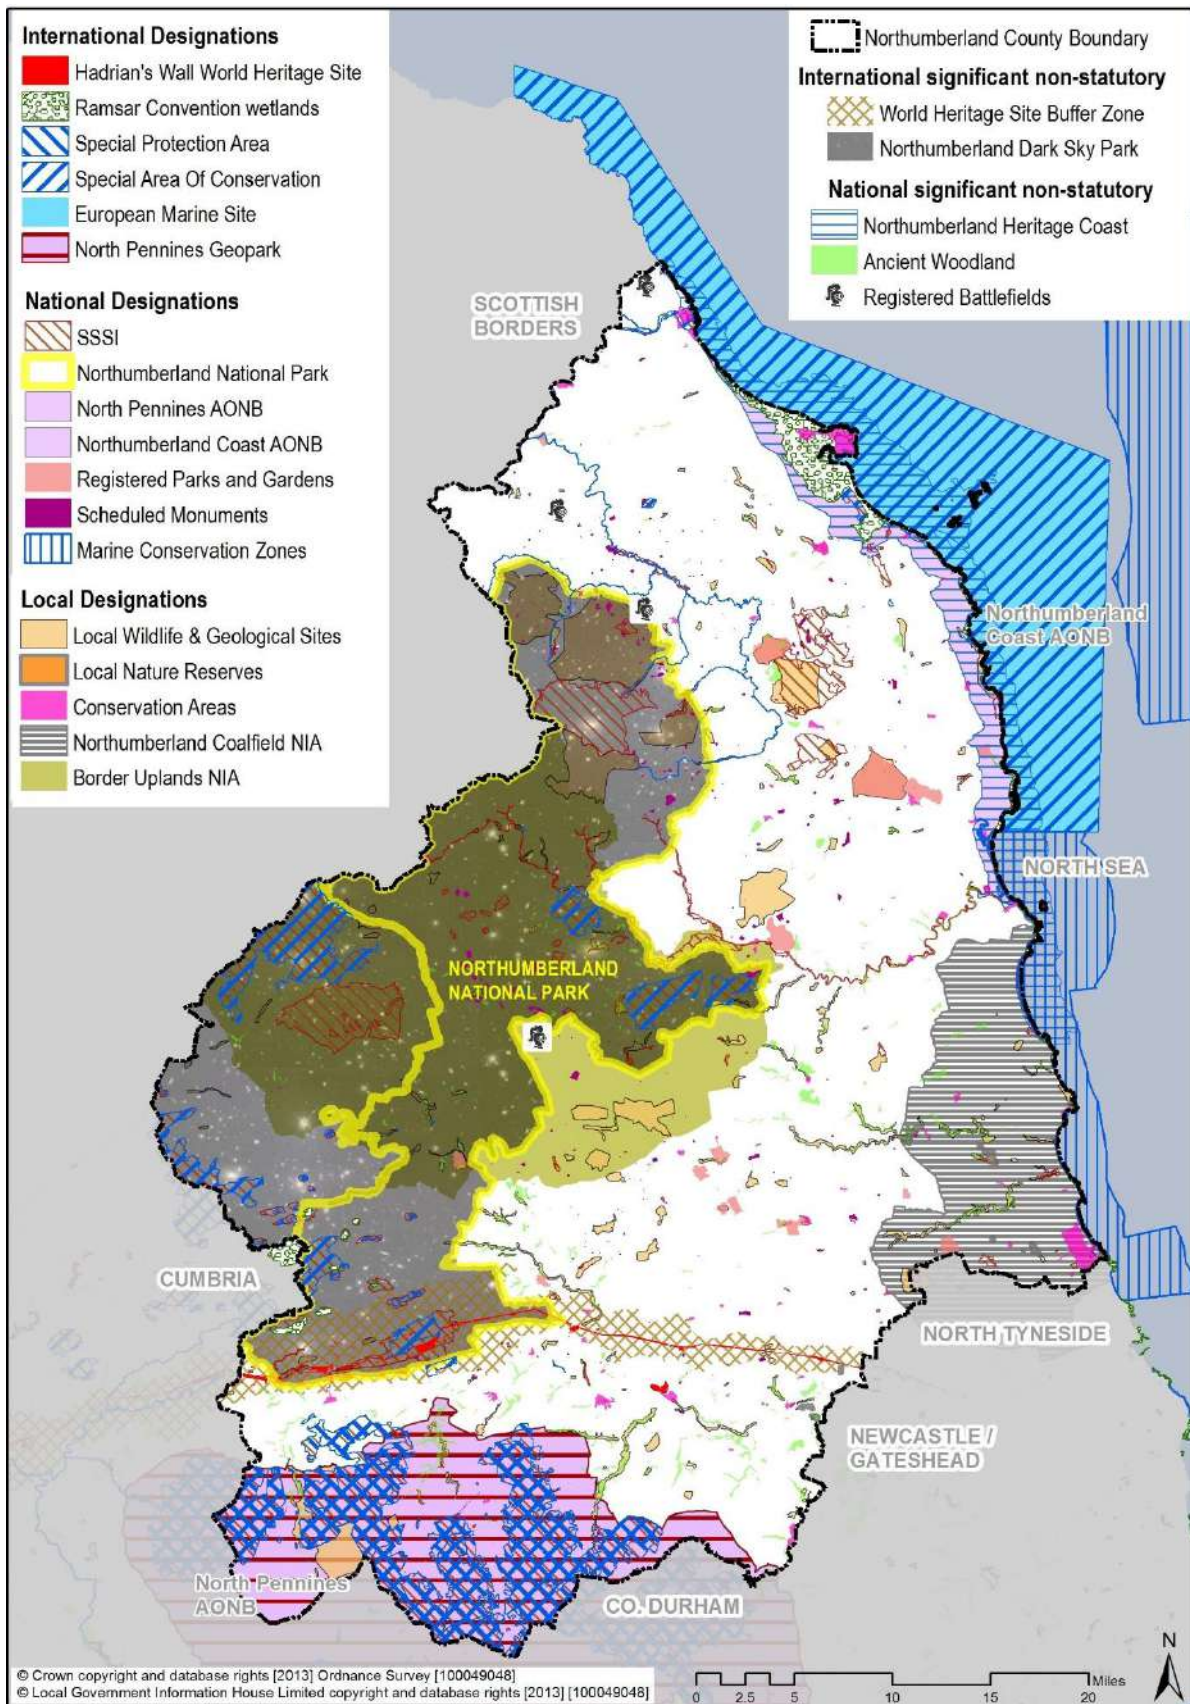 International Designations
Hadrian's Wall World Heritage Site
Ramsar Convention wetlands
Special Protection Area
Special Area Of Conservation
European Marine Site
North Pennines Geopark
National Designations
SSSI
Northumberland National Park
North Pennines AONB
Northumberland Coast AONB
Registered Parks and Gardens
Scheduled Monuments
Marine Conservation Zones
Local Designations
Local Wildlife & Geological Sites
Local Nature Reserves
Conservation Areas
Northumberland Coalfield NIA
Border Uplands NIA
Northumberland County Boundary
International significant non-statutory
World Heritage Site Buffer Zone
Northumberland Dark Sky Park
National significant non-statutory
Northumberland Heritage Coast
Ancient Woodland
Registered Battlefields
SCOTTISH
BORDERS
Northumberland
Coast AONB
NORTH SEA
NORTHUMBERLAND
NATIONAL PARK
CUMBRIA
NORTH TYNESIDE
NEWCASTLE /
GATESHEAD
North Pennines
AONB
CO. DURHAM
N
Miles
0 2.5 5 10 15 20
© Crown copyright and database rights [2013] Ordnance Survey [100049048]
© Local Government Information House Limited copyright and database rights [2013] [100049048]